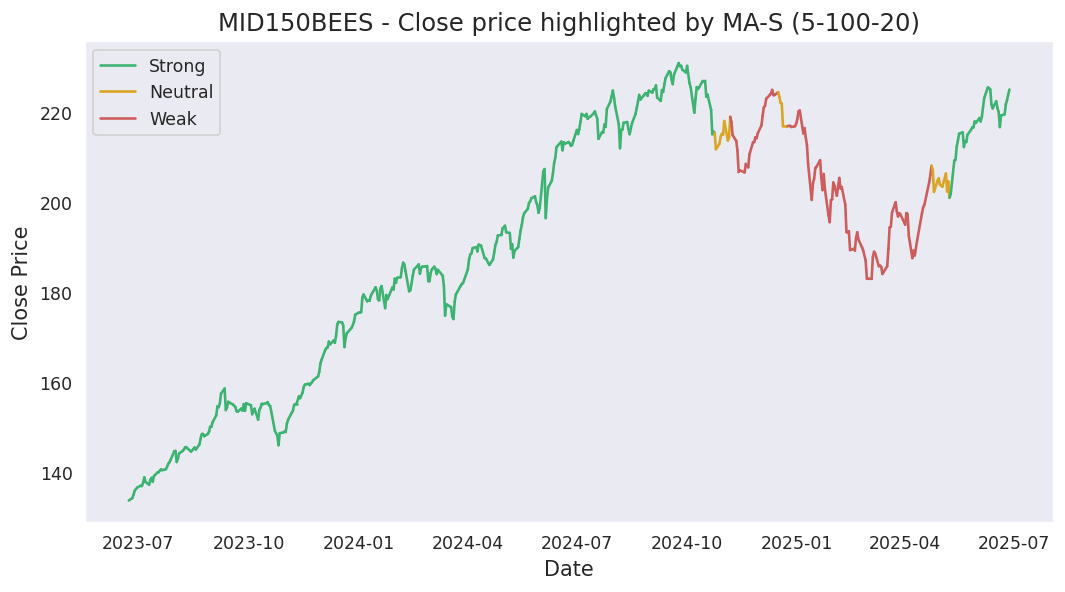 MID150BEES - Close price highlighted by MA-S (5-100-20)
Strong
Neutral
Weak
Close Price
220
200
180
160
140
2023-07 2023-10 2024-01 2024-04 2024-07 2024-10 2025-01 2025-04 2025-07
Date